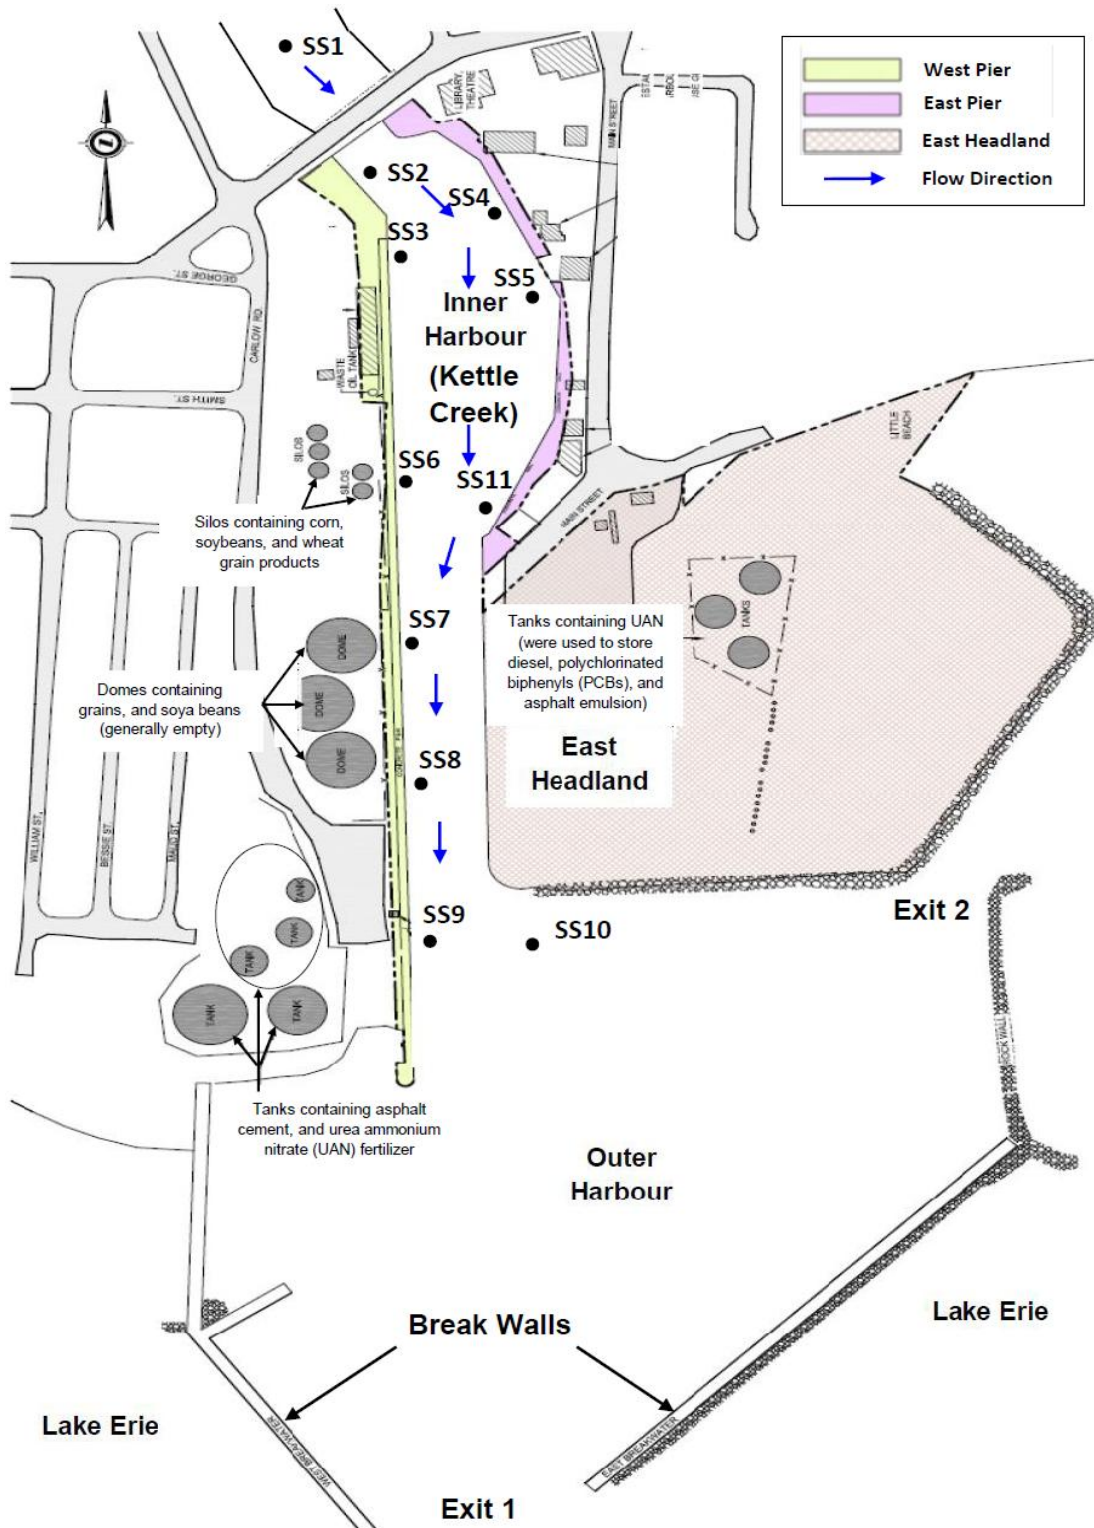 SS1
West Pier
East Pier
East Headland
Flow Direction
LIBRARY,
THEATRE
MAIN STREET
SS2
SS4
SS3
SS5
Inner
Harbour
(Kettle
Creek)
GEORGE ST.
CARLOW RD.
SMITH ST.
WASTE
OIL TANK
LITTLE
BEACH
SILOS
SILOS
SS6
SS11
MAIN STREET
Silos containing corn,
soybeans, and wheat
grain products
SS7
Tanks containing UAN
(were used to store
diesel, polychlorinated
biphenyls (PCBs), and
asphalt emulsion)
TANKS
Domes containing
grains, and soya beans
(generally empty)
DOME
DOME
DOME
CONCRETE PIER
SS8
East
Headland
WILLIAM ST.
BESSIE ST.
MAUD ST.
TANK
TANK
TANK
TANK
TANK
SS9
SS10
Exit 2
ROCK WALL
Tanks containing asphalt
cement, and urea ammonium
nitrate (UAN) fertilizer
Outer
Harbour
Break Walls
Lake Erie
Lake Erie
WEST BREAKWATER
EAST BREAKWATER
Exit 1